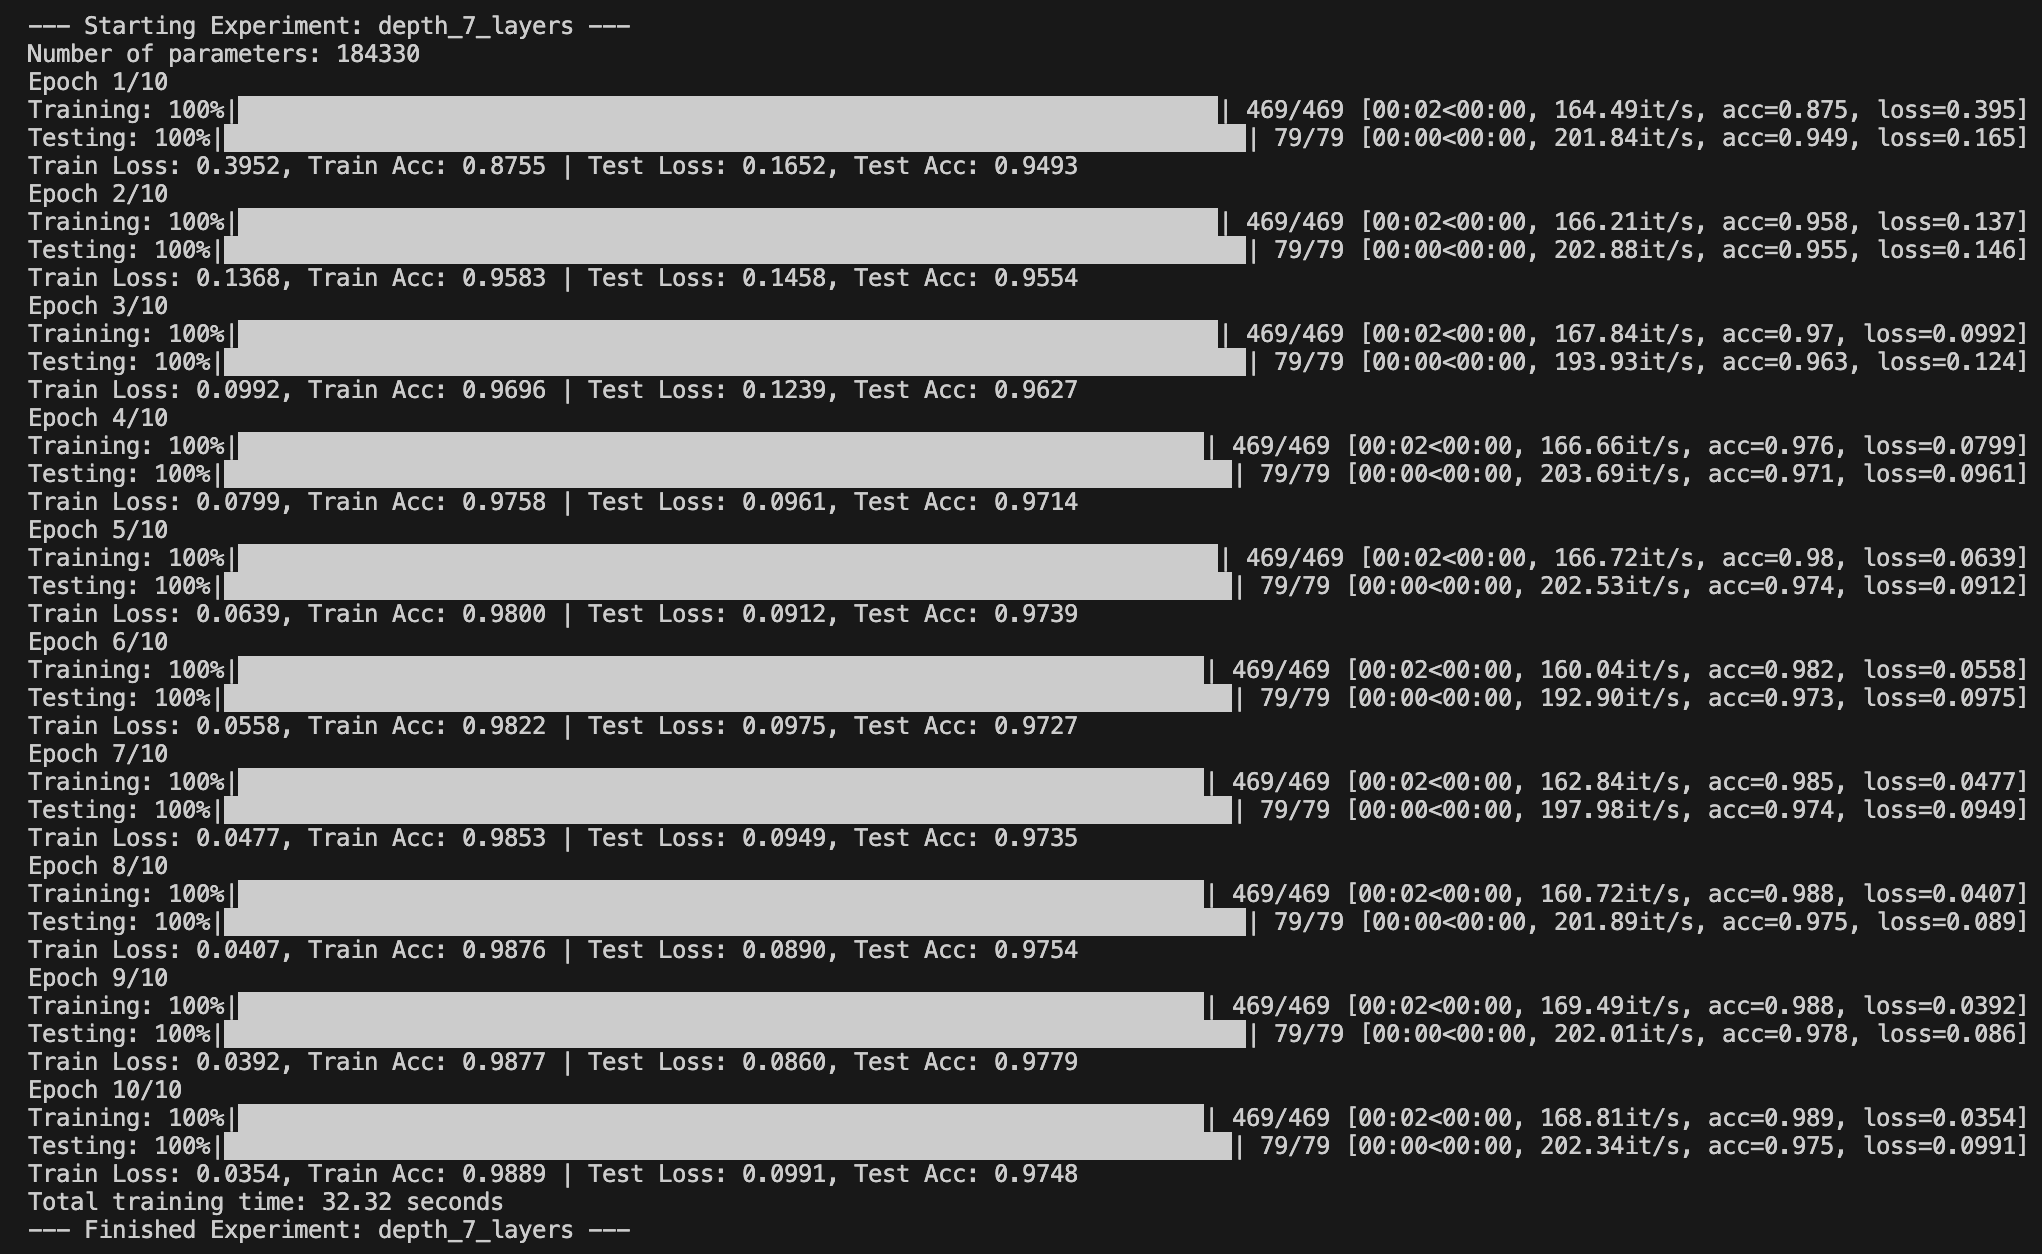 --- Starting Experiment: depth_7_layers ---
Number of parameters: 184330
Epoch 1/10
Training: 100%| | 469/469 [00:02<00:00, 164.49it/s, acc=0.875, loss=0.395]
Testing: 100%| | 79/79 [00:00<00:00, 201.84it/s, acc=0.949, loss=0.165]
Train Loss: 0.3952, Train Acc: 0.8755 | Test Loss: 0.1652, Test Acc: 0.9493
Epoch 2/10
Training: 100%| | 469/469 [00:02<00:00, 166.21it/s, acc=0.958, loss=0.137]
Testing: 100%| | 79/79 [00:00<00:00, 202.88it/s, acc=0.955, loss=0.146]
Train Loss: 0.1368, Train Acc: 0.9583 | Test Loss: 0.1458, Test Acc: 0.9554
Epoch 3/10
Training: 100%| | 469/469 [00:02<00:00, 167.84it/s, acc=0.97, loss=0.0992]
Testing: 100%| | 79/79 [00:00<00:00, 193.93it/s, acc=0.963, loss=0.124]
Train Loss: 0.0992, Train Acc: 0.9696 | Test Loss: 0.1239, Test Acc: 0.9627
Epoch 4/10
Training: 100%| | 469/469 [00:02<00:00, 166.66it/s, acc=0.976, loss=0.0799]
Testing: 100%| | 79/79 [00:00<00:00, 203.69it/s, acc=0.971, loss=0.0961]
Train Loss: 0.0799, Train Acc: 0.9758 | Test Loss: 0.0961, Test Acc: 0.9714
Epoch 5/10
Training: 100%| | 469/469 [00:02<00:00, 166.72it/s, acc=0.98, loss=0.0639]
Testing: 100%| | 79/79 [00:00<00:00, 202.53it/s, acc=0.974, loss=0.0912]
Train Loss: 0.0639, Train Acc: 0.9800 | Test Loss: 0.0912, Test Acc: 0.9739
Epoch 6/10
Training: 100%| | 469/469 [00:02<00:00, 160.04it/s, acc=0.982, loss=0.0558]
Testing: 100%| | 79/79 [00:00<00:00, 192.90it/s, acc=0.973, loss=0.0975]
Train Loss: 0.0558, Train Acc: 0.9822 | Test Loss: 0.0975, Test Acc: 0.9727
Epoch 7/10
Training: 100%| | 469/469 [00:02<00:00, 162.84it/s, acc=0.985, loss=0.0477]
Testing: 100%| | 79/79 [00:00<00:00, 197.98it/s, acc=0.974, loss=0.0949]
Train Loss: 0.0477, Train Acc: 0.9853 | Test Loss: 0.0949, Test Acc: 0.9735
Epoch 8/10
Training: 100%| | 469/469 [00:02<00:00, 160.72it/s, acc=0.988, loss=0.0407]
Testing: 100%| | 79/79 [00:00<00:00, 201.89it/s, acc=0.975, loss=0.089]
Train Loss: 0.0407, Train Acc: 0.9876 | Test Loss: 0.0890, Test Acc: 0.9754
Epoch 9/10
Training: 100%| | 469/469 [00:02<00:00, 169.49it/s, acc=0.988, loss=0.0392]
Testing: 100%| | 79/79 [00:00<00:00, 202.01it/s, acc=0.978, loss=0.086]
Train Loss: 0.0392, Train Acc: 0.9877 | Test Loss: 0.0860, Test Acc: 0.9779
Epoch 10/10
Training: 100%| | 469/469 [00:02<00:00, 168.81it/s, acc=0.989, loss=0.0354]
Testing: 100%| | 79/79 [00:00<00:00, 202.34it/s, acc=0.975, loss=0.0991]
Train Loss: 0.0354, Train Acc: 0.9889 | Test Loss: 0.0991, Test Acc: 0.9748
Total training time: 32.32 seconds
--- Finished Experiment: depth_7_layers ---